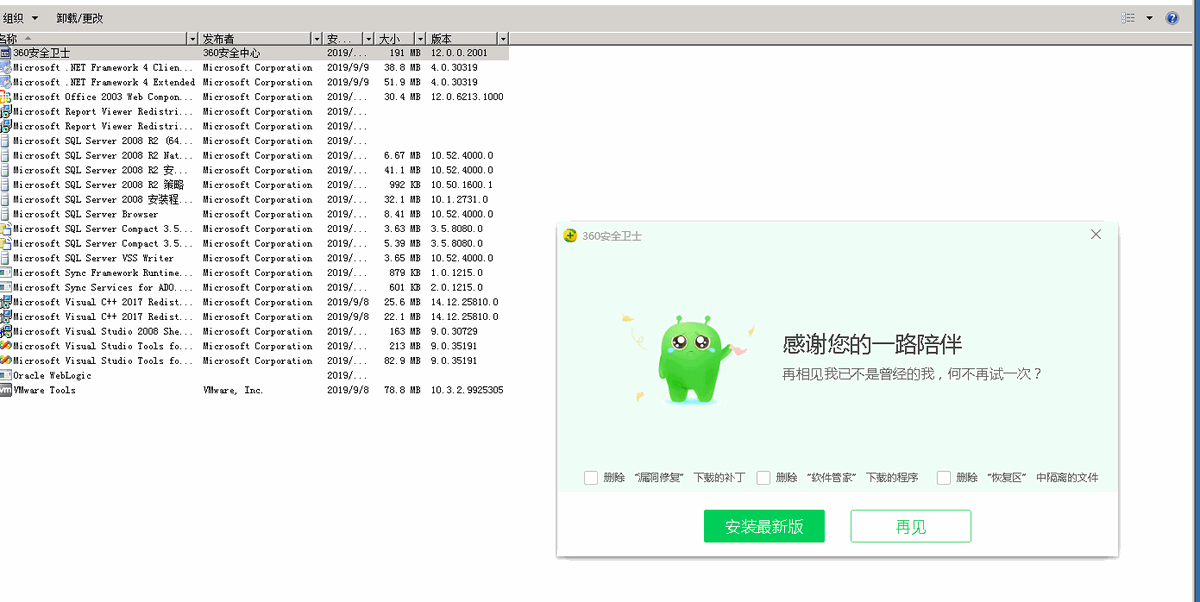 组织 卸载/更改
名称 发布者 安... 大小 版本
360安全卫士 360安全中心 2019/... 191 MB 12.0.0.2001
Microsoft .NET Framework 4 Clien... Microsoft Corporation 2019/9/9 38.8 MB 4.0.30319
Microsoft .NET Framework 4 Extended Microsoft Corporation 2019/9/9 51.9 MB 4.0.30319
Microsoft Office 2003 Web Compon... Microsoft Corporation 2019/... 30.4 MB 12.0.6213.1000
Microsoft Report Viewer Redistri... Microsoft Corporation 2019/...
Microsoft Report Viewer Redistri... Microsoft Corporation 2019/...
Microsoft SQL Server 2008 R2 (64... Microsoft Corporation 2019/...
Microsoft SQL Server 2008 R2 Nat... Microsoft Corporation 2019/... 6.67 MB 10.52.4000.0
Microsoft SQL Server 2008 R2 安... Microsoft Corporation 2019/... 41.1 MB 10.52.4000.0
Microsoft SQL Server 2008 R2 策略 Microsoft Corporation 2019/... 992 KB 10.50.1600.1
Microsoft SQL Server 2008 安装程... Microsoft Corporation 2019/... 32.1 MB 10.1.2731.0
Microsoft SQL Server Browser Microsoft Corporation 2019/... 8.41 MB 10.52.4000.0
Microsoft SQL Server Compact 3.5... Microsoft Corporation 2019/... 3.63 MB 3.5.8080.0
Microsoft SQL Server Compact 3.5... Microsoft Corporation 2019/... 5.39 MB 3.5.8080.0
Microsoft SQL Server VSS Writer Microsoft Corporation 2019/... 3.65 MB 10.52.4000.0
Microsoft Sync Framework Runtime... Microsoft Corporation 2019/... 879 KB 1.0.1215.0
Microsoft Sync Services for ADO.... Microsoft Corporation 2019/... 601 KB 2.0.1215.0
Microsoft Visual C++ 2017 Redist... Microsoft Corporation 2019/9/8 25.6 MB 14.12.25810.0
Microsoft Visual C++ 2017 Redist... Microsoft Corporation 2019/9/8 22.1 MB 14.12.25810.0
Microsoft Visual Studio 2008 She... Microsoft Corporation 2019/... 163 MB 9.0.30729
Microsoft Visual Studio Tools fo... Microsoft Corporation 2019/... 213 MB 9.0.35191
Microsoft Visual Studio Tools fo... Microsoft Corporation 2019/... 82.9 MB 9.0.35191
Oracle WebLogic 2019/...
VMware Tools VMware, Inc. 2019/9/8 78.8 MB 10.3.2.9925305
360安全卫士
感谢您的一路陪伴
再相见我已不是曾经的我，何不再试一次？
删除 “漏洞修复” 下载的补丁 删除 “软件管家” 下载的程序 删除 “恢复区” 中隔离的文件
安装最新版 再见